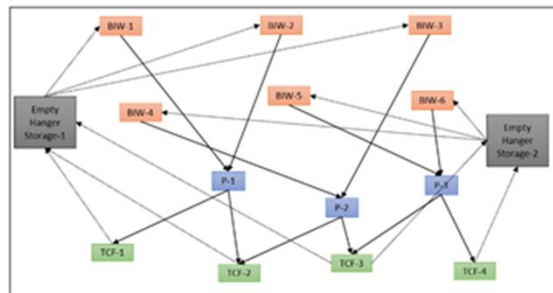 BIW-1
BIW-2
BIW-3
Empty
Hanger
Storage-1
BIW-4
BIW-5
BIW-6
Empty
Hanger
Storage-2
P-1
P-2
P-3
TCF-1
TCF-2
TCF-3
TCF-4